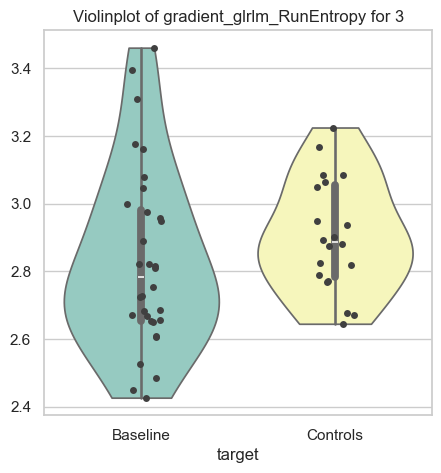 Violinplot of gradient_glrlm_RunEntropy for 3
3.4
3.2
3.0
2.8
2.6
2.4
Baseline Controls
target